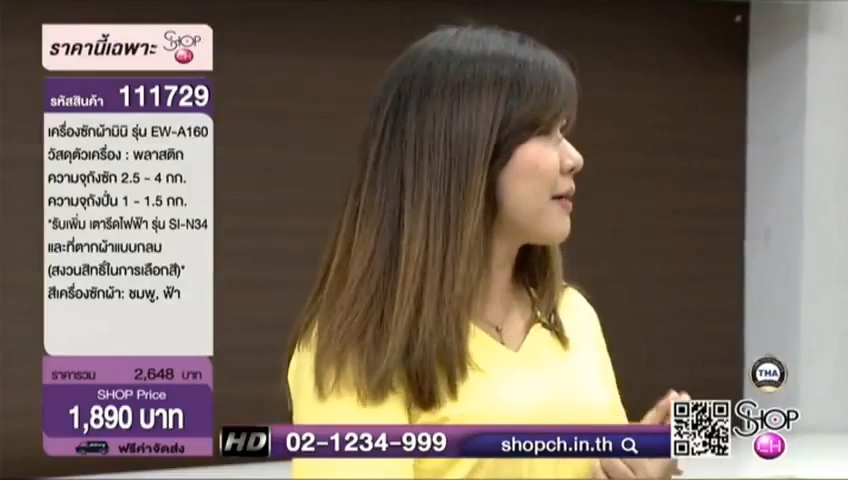 ราคานี้เฉพาะ SHOP CH
รหัสสินค้า 111729
เครื่องซักผ้ามินิ รุ่น EW-A160
วัสดุตัวเครื่อง : พลาสติก
ความจุถังซัก 2.5 - 4 กก.
ความจุถังปั่น 1 - 1.5 กก.
*รับเพิ่ม เตารีดไฟฟ้า รุ่น SI-N34
และที่ตากผ้าแบบกลม
(สงวนสิทธิ์ในการเลือกสี)*
สีเครื่องซักผ้า: ชมพู, ฟ้า
ราคารวม 2,648 บาท
SHOP Price
1,890 บาท
ฟรีค่าจัดส่ง
HD 02-1234-999 shopch.in.th
THA
SHOP
CH